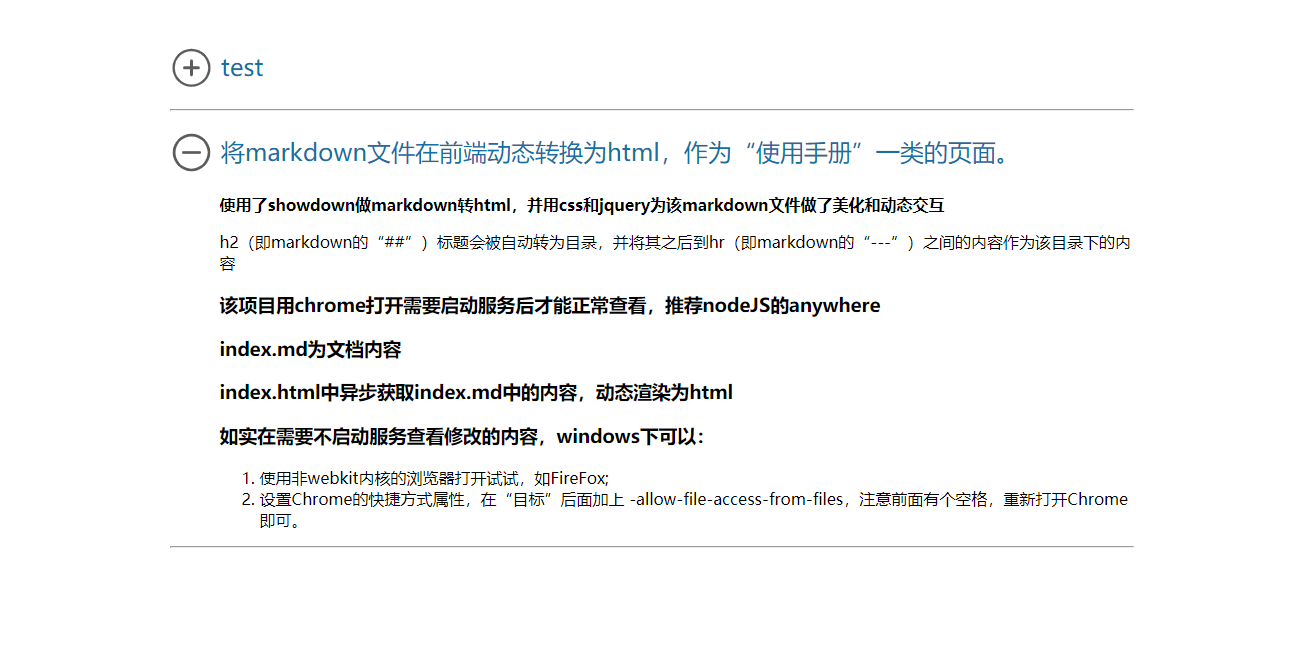 test
将markdown文件在前端动态转换为html，作为“使用手册”一类的页面。
使用了showdown做markdown转html，并用css和jquery为该markdown文件做了美化和动态交互
h2（即markdown的“##”）标题会被自动转为目录，并将其之后到hr（即markdown的“---”）之间的内容作为该目录下的内
容
该项目用chrome打开需要启动服务后才能正常查看，推荐nodeJS的anywhere
index.md为文档内容
index.html中异步获取index.md中的内容，动态渲染为html
如实在需要不启动服务查看修改的内容，windows下可以：
1. 使用非webkit内核的浏览器打开试试，如FireFox;
2. 设置Chrome的快捷方式属性，在“目标”后面加上 -allow-file-access-from-files，注意前面有个空格，重新打开Chrome
即可。